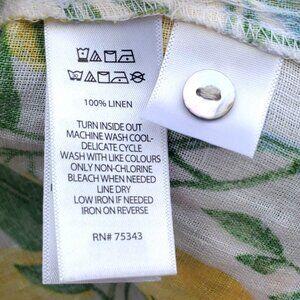 100% LINEN
TURN INSIDE OUT
MACHINE WASH COOL-
DELICATE CYCLE
WASH WITH LIKE COLOURS
ONLY NON-CHLORINE
BLEACH WHEN NEEDED
LINE DRY
LOW IRON IF NEEDED
IRON ON REVERSE
RN# 75343